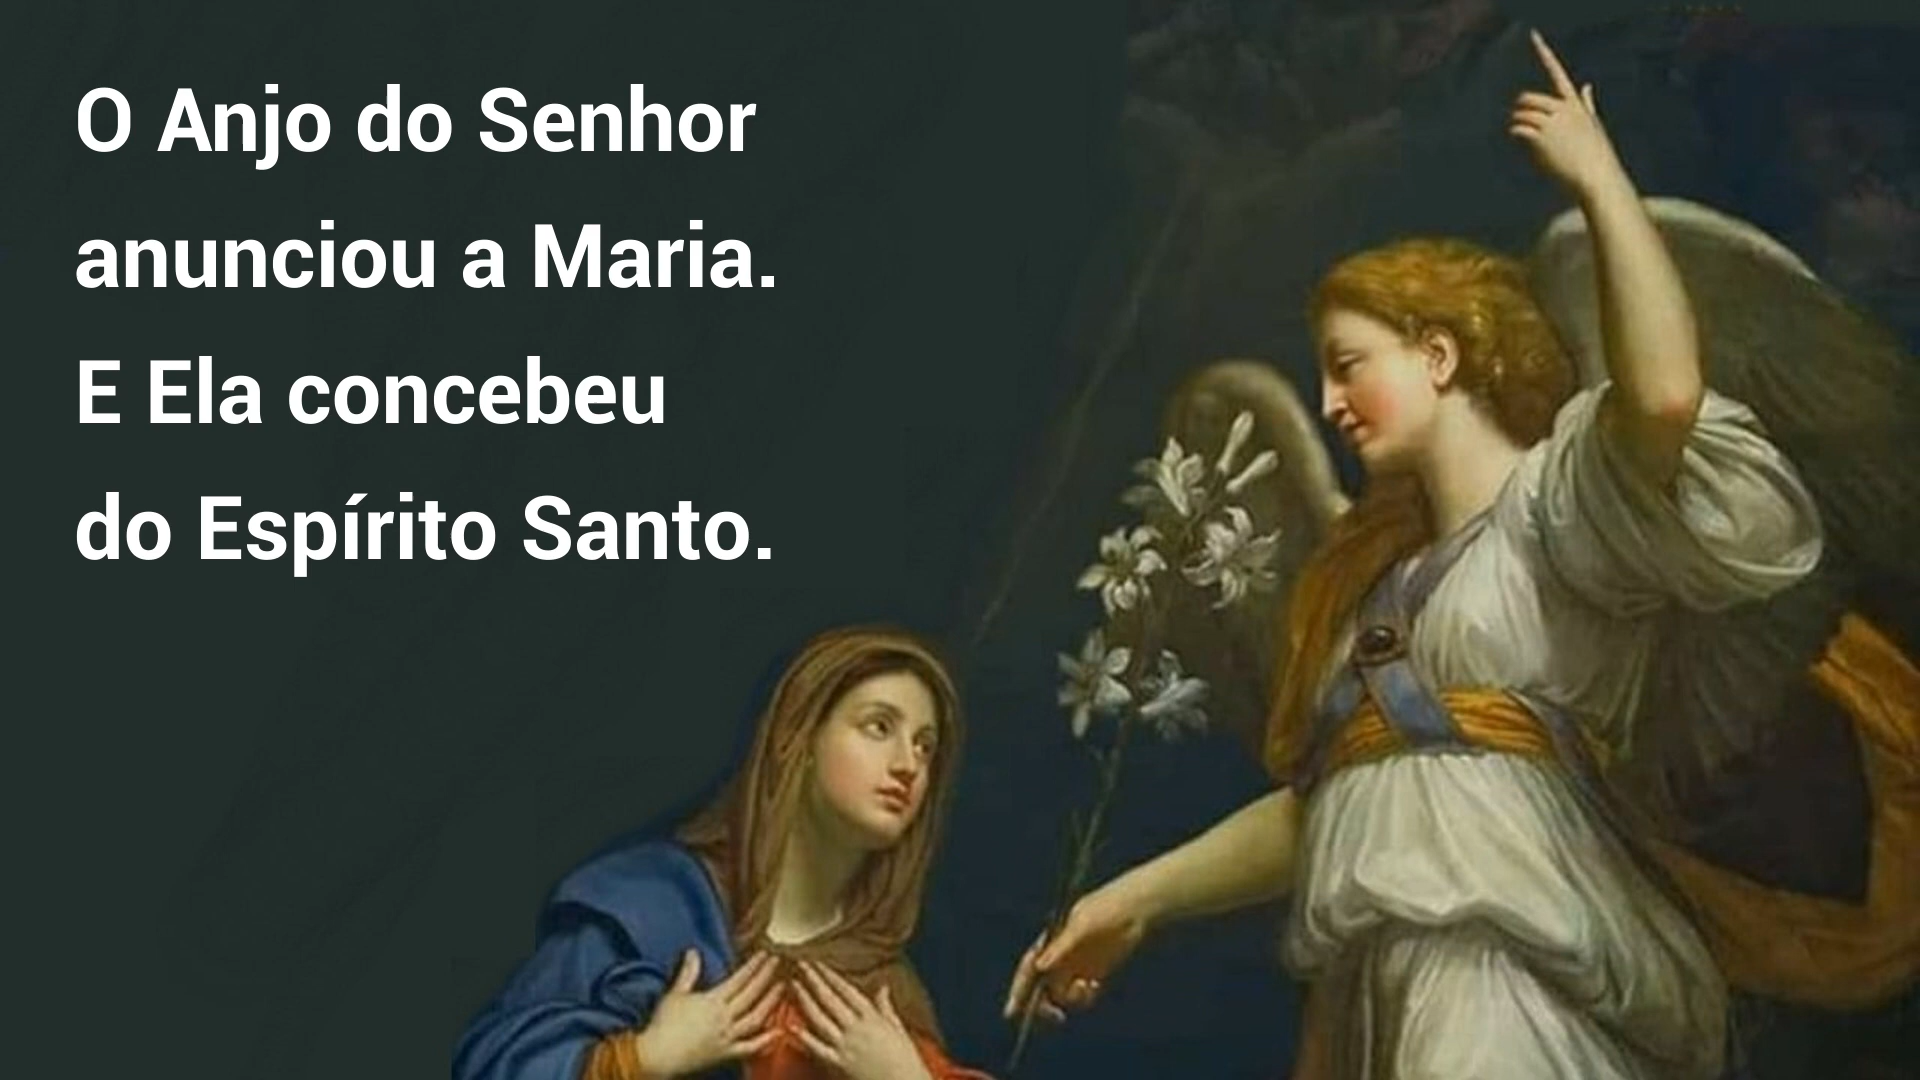 O Anjo do Senhor
anunciou a Maria.
E Ela concebeu
do Espírito Santo.